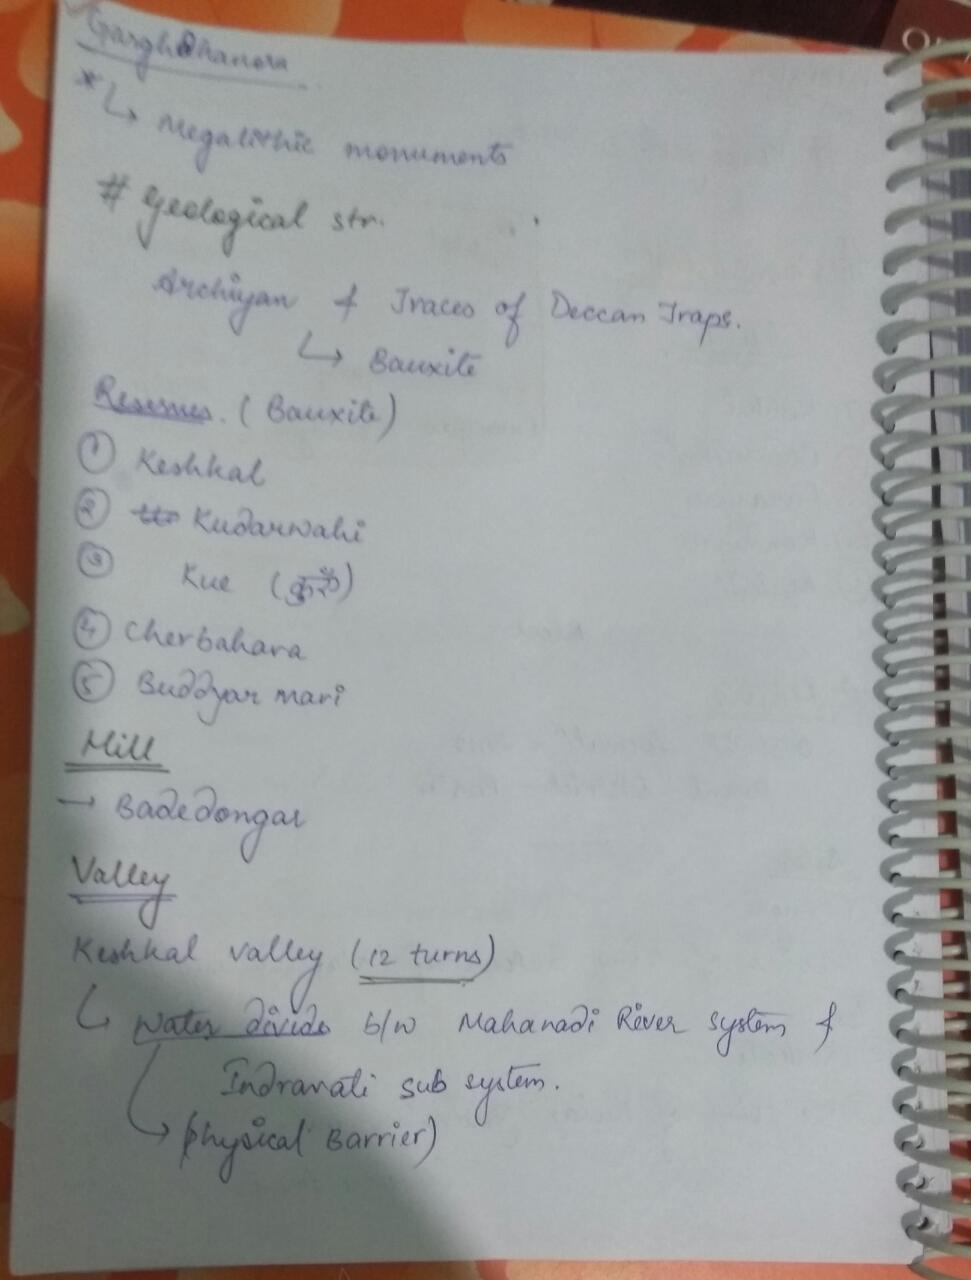 Garghdhanora
* ↳ Megalithic monuments
# Geological str.
Archiyan & Traces of Deccan Traps.
↳ Bauxite
Reserves. (Bauxite)
① Keshkal
② Kudarwahi
③ Kue
④ Cherbahara
⑤ Buddyar mari
Hill
→ Badedongar
Valley
Keshkal valley (12 turns)
↳ Water divide b/w Mahanadi River system &
Indravati sub system.
↳ (physical Barrier)